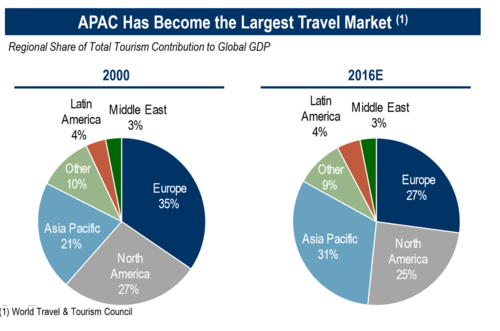 APAC Has Become the Largest Travel Market (1)
Regional Share of Total Tourism Contribution to Global GDP
2000
Latin
America
4%
Middle East
3%
Europe
35%
North
America
27%
Asia Pacific
21%
Other
10%
2016E
Latin
America
4%
Middle East
3%
Europe
27%
North
America
25%
Asia Pacific
31%
Other
9%
(1) World Travel & Tourism Council